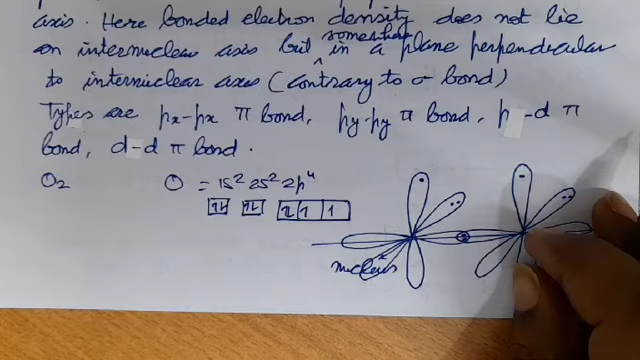 axis. Here bonded electron density does not lie
on internuclear axis but somewhat in a plane perpendicular
to internuclear axis (contrary to σ bond)
Types are px-px π bond, py-py π bond, p-d π
bond, d-d π bond.
O2 O = 1s² 2s² 2p⁴
nucleus